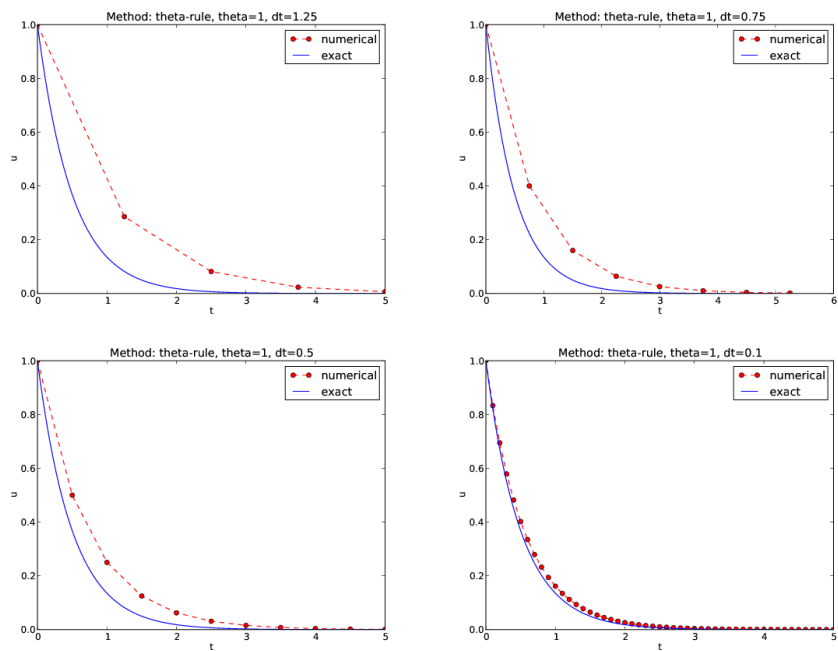 Method: theta-rule, theta=1, dt=1.25
1.0
0.8
0.6
0.4
0.2
0.0
u
0 1 2 3 4 5
t
numerical
exact
Method: theta-rule, theta=1, dt=0.75
1.0
0.8
0.6
0.4
0.2
0.0
u
0 1 2 3 4 5 6
t
numerical
exact
Method: theta-rule, theta=1, dt=0.5
1.0
0.8
0.6
0.4
0.2
0.0
u
0 1 2 3 4 5
t
numerical
exact
Method: theta-rule, theta=1, dt=0.1
1.0
0.8
0.6
0.4
0.2
0.0
u
0 1 2 3 4 5
t
numerical
exact